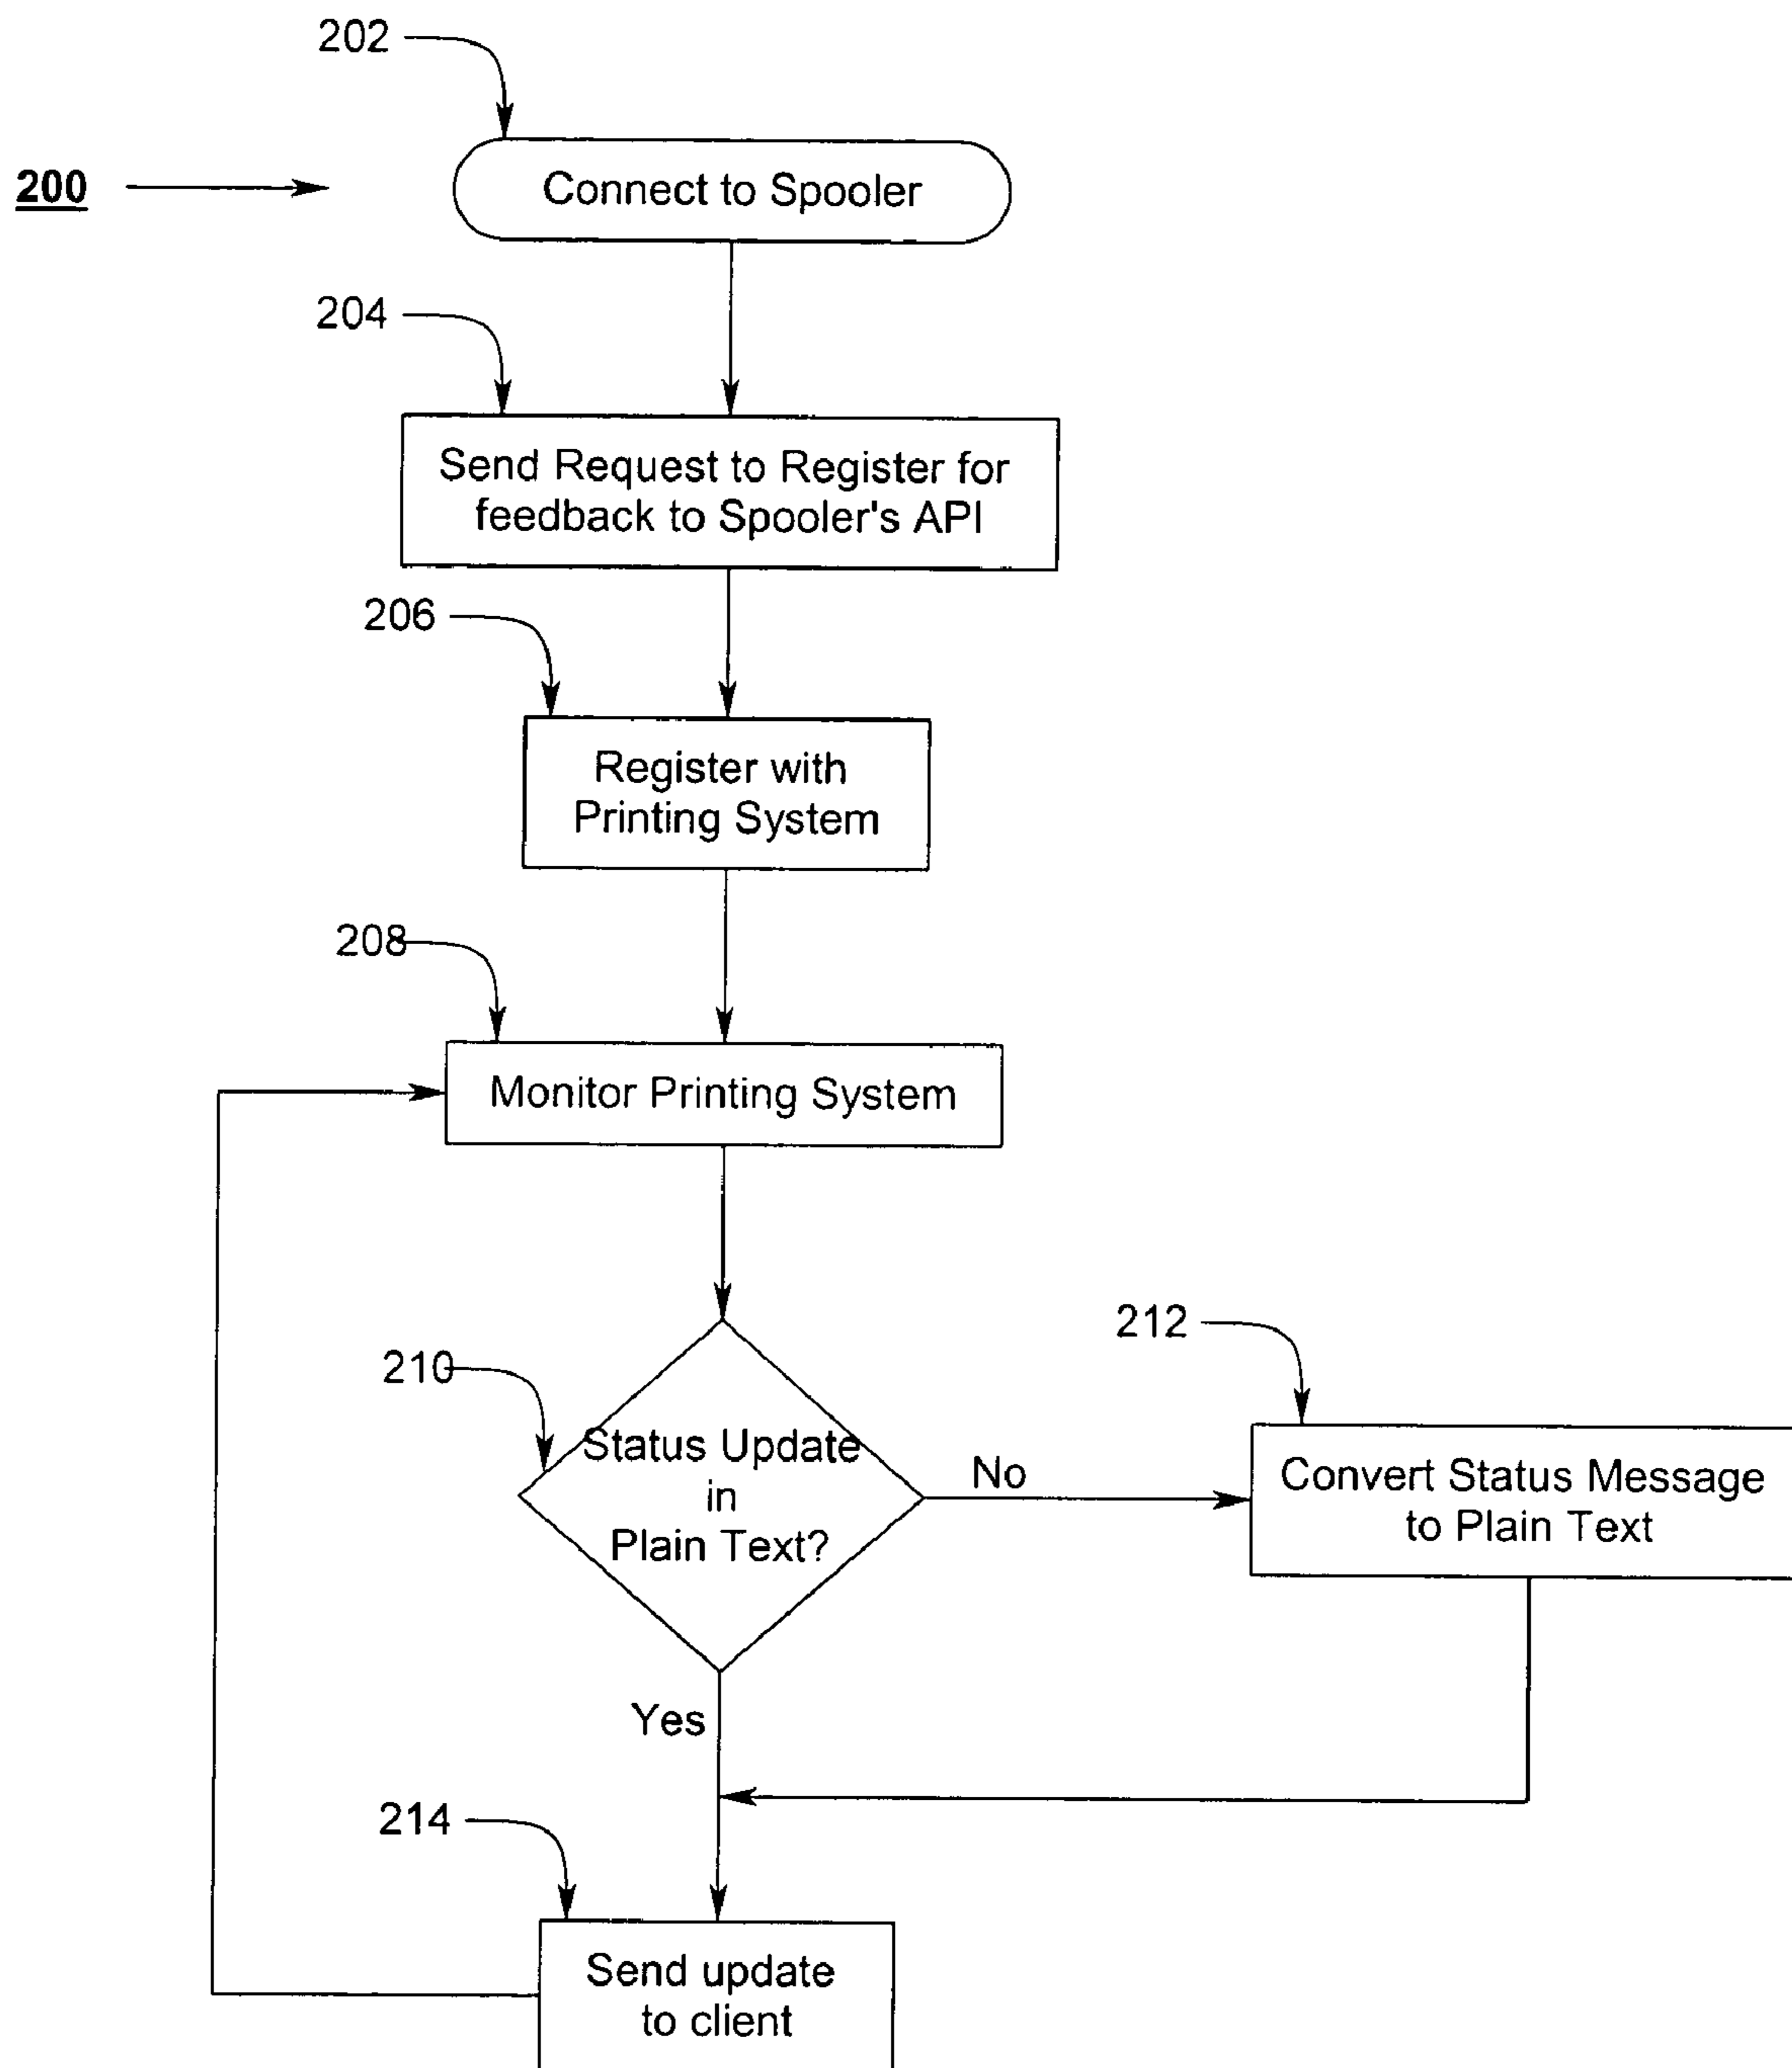 202
200
Connect to Spooler
204
Send Request to Register for
feedback to Spooler's API
206
Register with
Printing System
208
Monitor Printing System
210
Status Update
in
Plain Text?
No
212
Convert Status Message
to Plain Text
Yes
214
Send update
to client